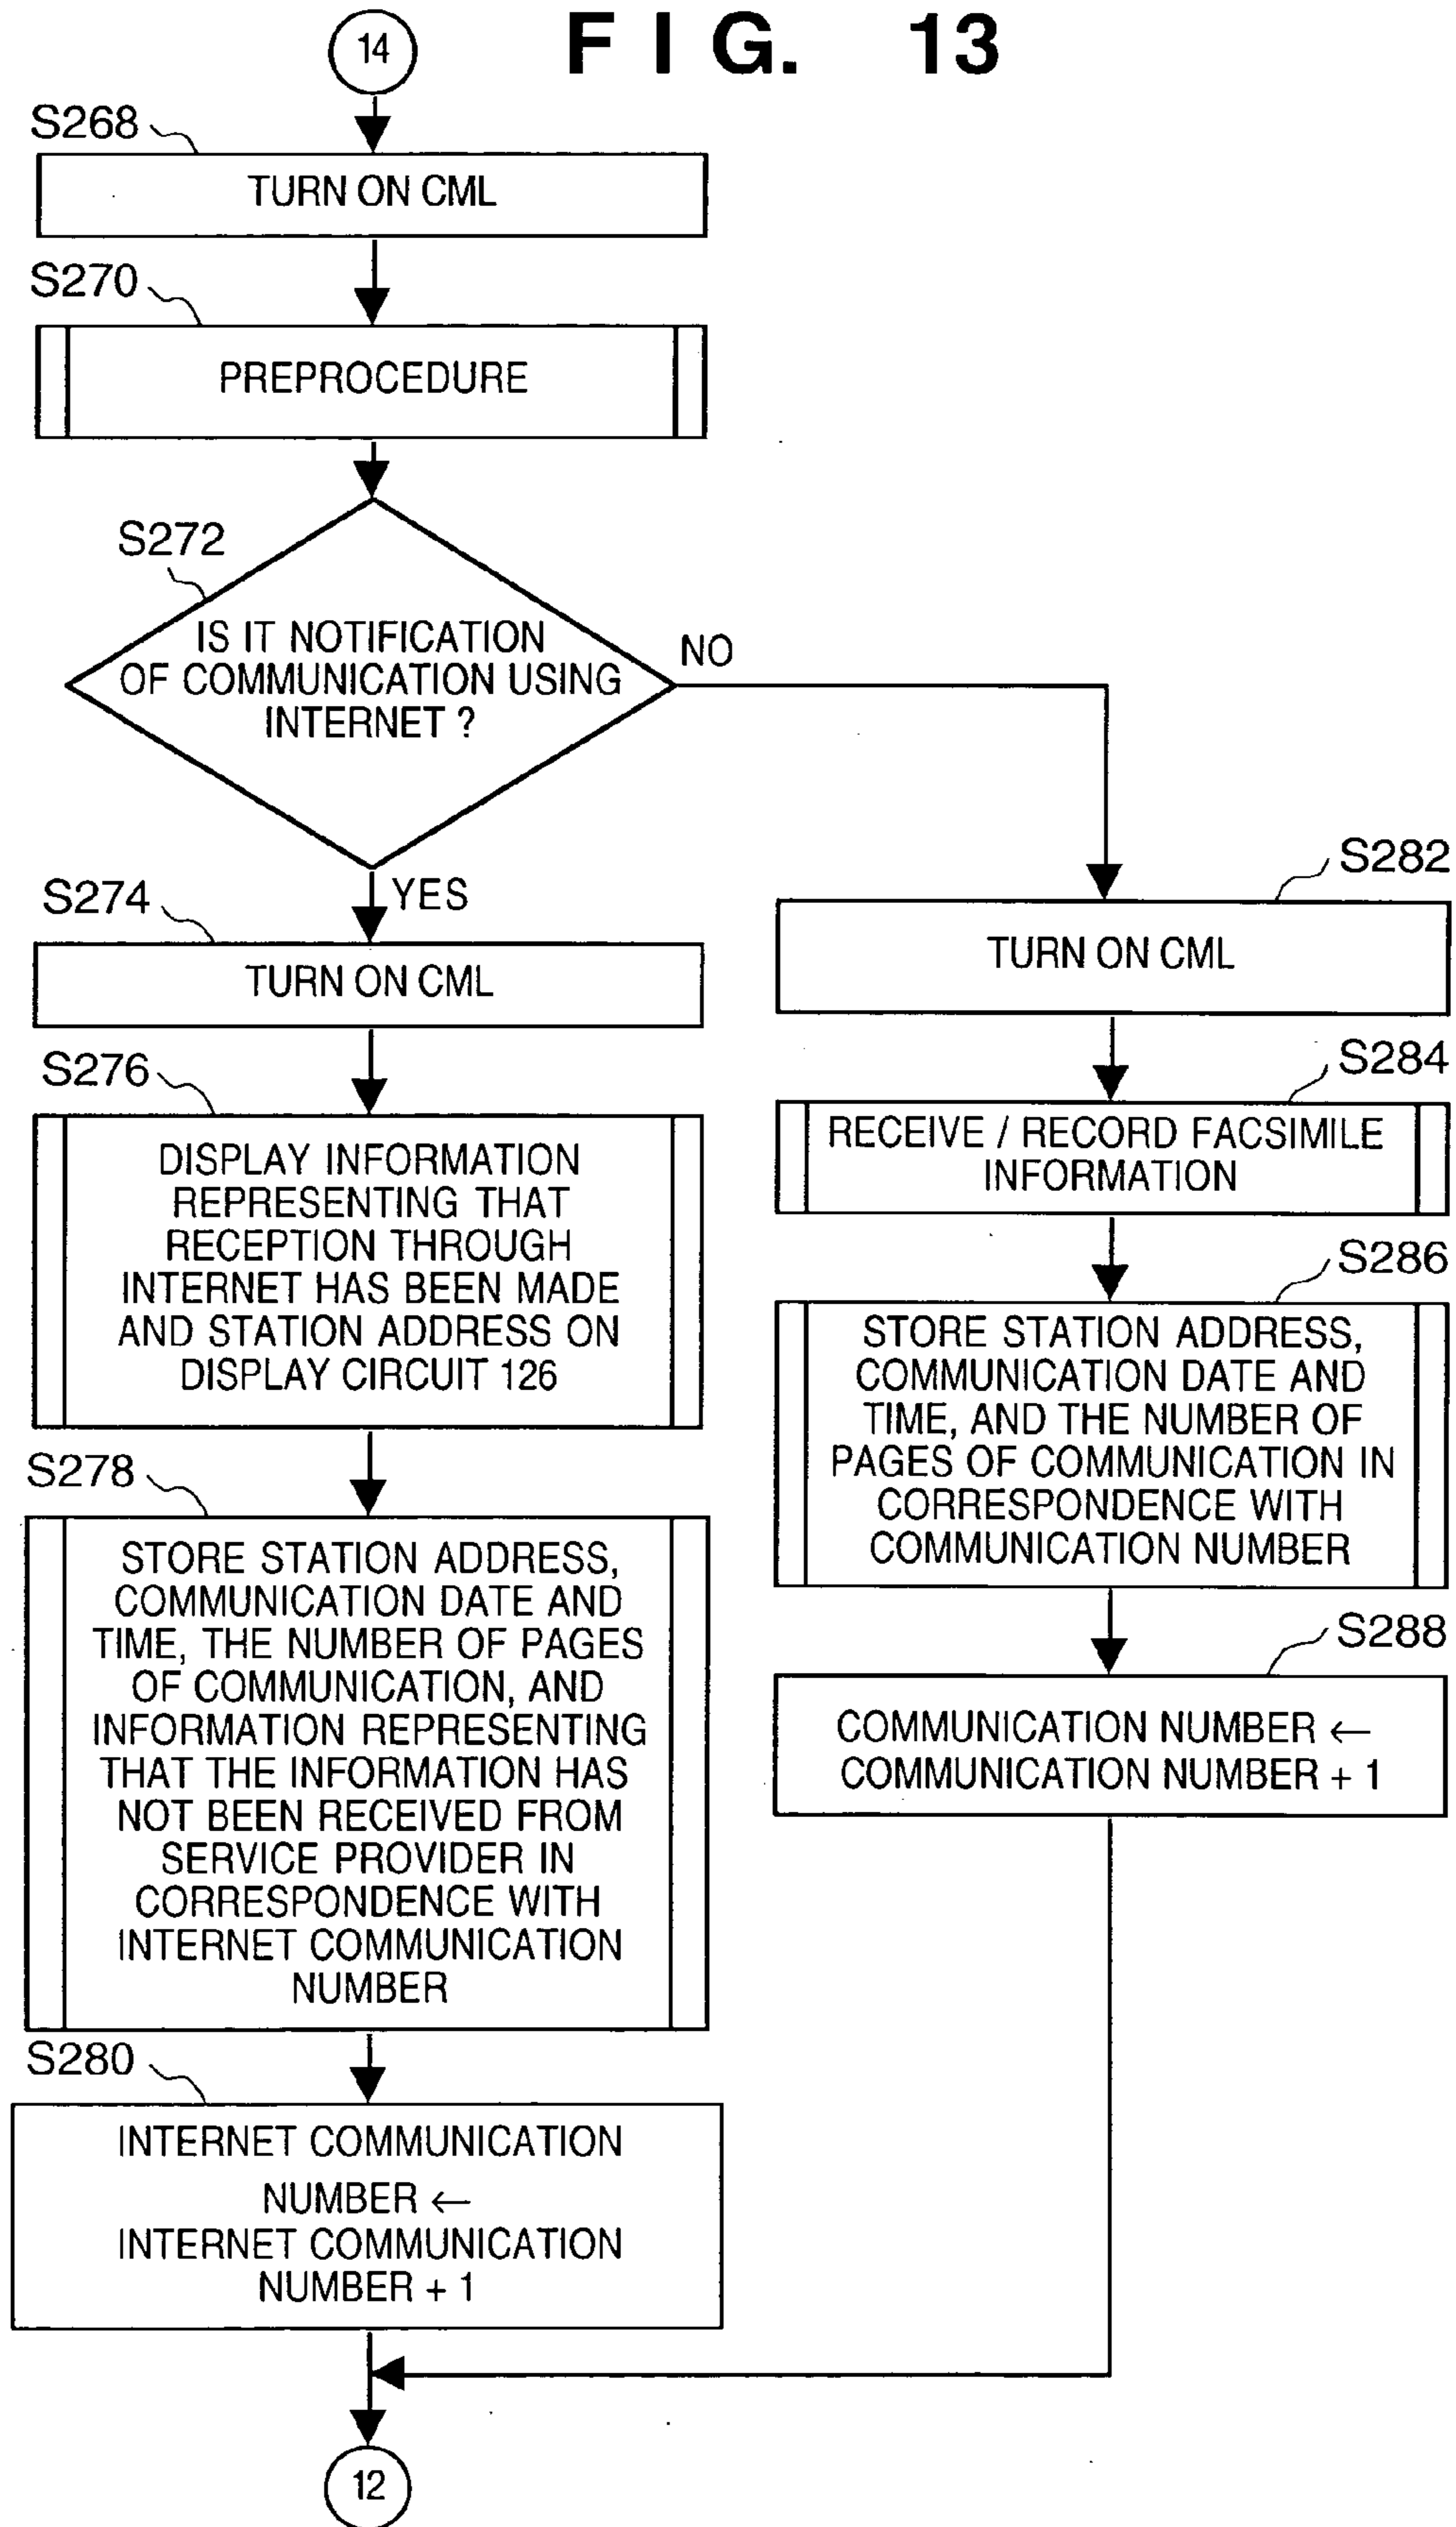 FIG. 13
14
S268
TURN ON CML
S270
PREPROCEDURE
S272
IS IT NOTIFICATION
OF COMMUNICATION USING
INTERNET ?
NO
YES
S274
TURN ON CML
S276
DISPLAY INFORMATION
REPRESENTING THAT
RECEPTION THROUGH
INTERNET HAS BEEN MADE
AND STATION ADDRESS ON
DISPLAY CIRCUIT 126
S278
STORE STATION ADDRESS,
COMMUNICATION DATE AND
TIME, THE NUMBER OF PAGES
OF COMMUNICATION, AND
INFORMATION REPRESENTING
THAT THE INFORMATION HAS
NOT BEEN RECEIVED FROM
SERVICE PROVIDER IN
CORRESPONDENCE WITH
INTERNET COMMUNICATION
NUMBER
S280
INTERNET COMMUNICATION
NUMBER ←
INTERNET COMMUNICATION
NUMBER + 1
S282
TURN ON CML
S284
RECEIVE / RECORD FACSIMILE
INFORMATION
S286
STORE STATION ADDRESS,
COMMUNICATION DATE AND
TIME, AND THE NUMBER OF
PAGES OF COMMUNICATION IN
CORRESPONDENCE WITH
COMMUNICATION NUMBER
S288
COMMUNICATION NUMBER ←
COMMUNICATION NUMBER + 1
12